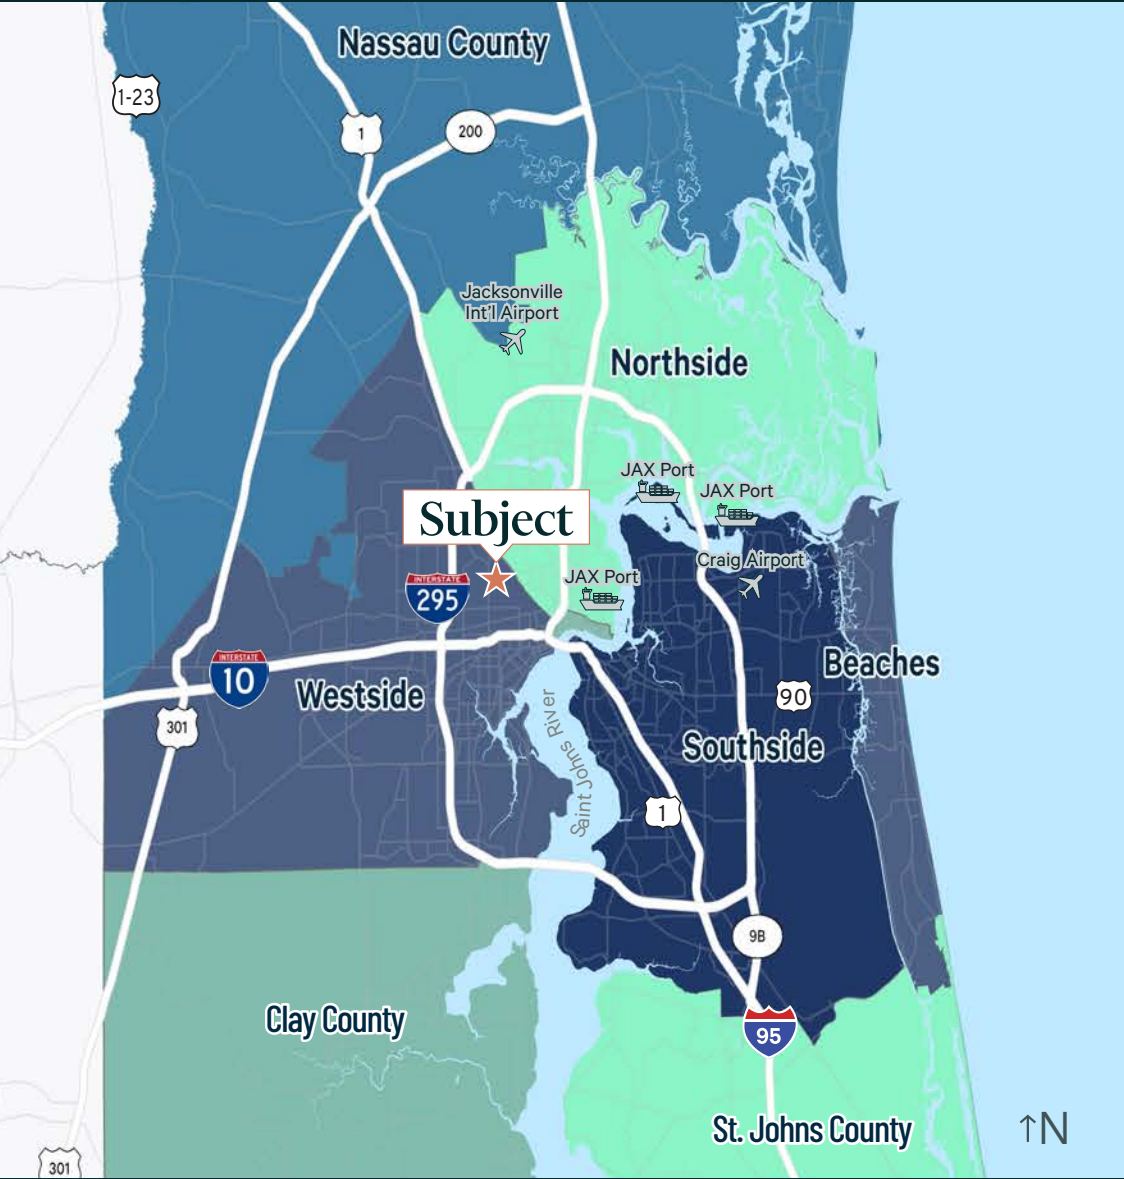 Nassau County
1-23
1
200
Jacksonville
Int'l Airport
Northside
JAX Port
JAX Port
Subject
Craig Airport
JAX Port
INTERSTATE
295
INTERSTATE
10
Beaches
Westside
90
301
Southside
Saint Johns River
1
9B
Clay County
95
St. Johns County
↑N
301